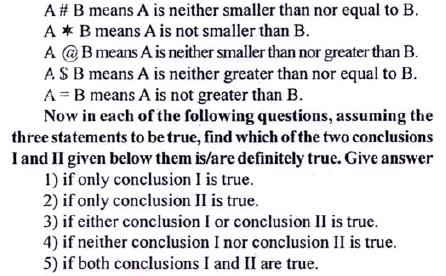 A # B means A is neither smaller than nor equal to B.
A ✶ B means A is not smaller than B.
A @ B means A is neither smaller than nor greater than B.
A $ B means A is neither greater than nor equal to B.
A = B means A is not greater than B.
Now in each of the following questions, assuming the
three statements to be true, find which of the two conclusions
I and II given below them is/are definitely true. Give answer
1) if only conclusion I is true.
2) if only conclusion II is true.
3) if either conclusion I or conclusion II is true.
4) if neither conclusion I nor conclusion II is true.
5) if both conclusions I and II are true.